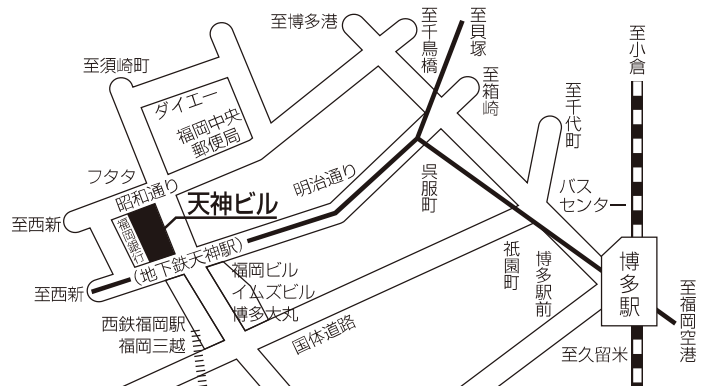 至博多港
至千鳥橋
至貝塚
至小倉
至須崎町
ダイエー
福岡中央
郵便局
至箱崎
至千代町
フタタ
昭和通り
明治通り
呉服町
バス
センター
天神ビル
至西新
福岡銀行
(地下鉄天神駅)
至西新
福岡ビル
イムズビル
博多大丸
祇園町
博多駅前
博多駅
至福岡空港
西鉄福岡駅
福岡三越
国体道路
至久留米